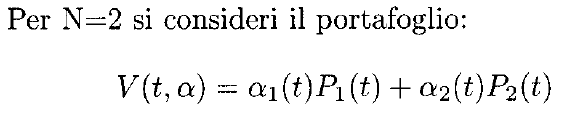 Per N=2 si consideri il portafoglio:
V(t, α) = α₁(t)P₁(t) + α₂(t)P₂(t)